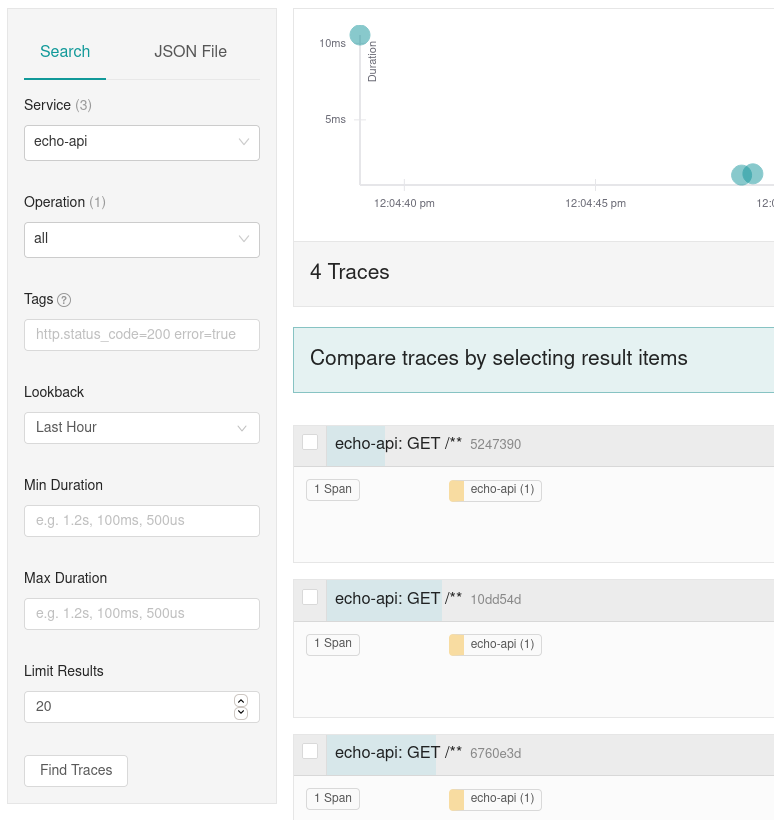 Search
JSON File
Service (3)
echo-api
Operation (1)
all
Tags ?
http.status_code=200 error=true
Lookback
Last Hour
Min Duration
e.g. 1.2s, 100ms, 500us
Max Duration
e.g. 1.2s, 100ms, 500us
Limit Results
20
Find Traces
10ms
Duration
5ms
12:04:40 pm
12:04:45 pm
12:0
4 Traces
Compare traces by selecting result items
echo-api: GET /** 5247390
1 Span
echo-api (1)
echo-api: GET /** 10dd54d
1 Span
echo-api (1)
echo-api: GET /** 6760e3d
1 Span
echo-api (1)